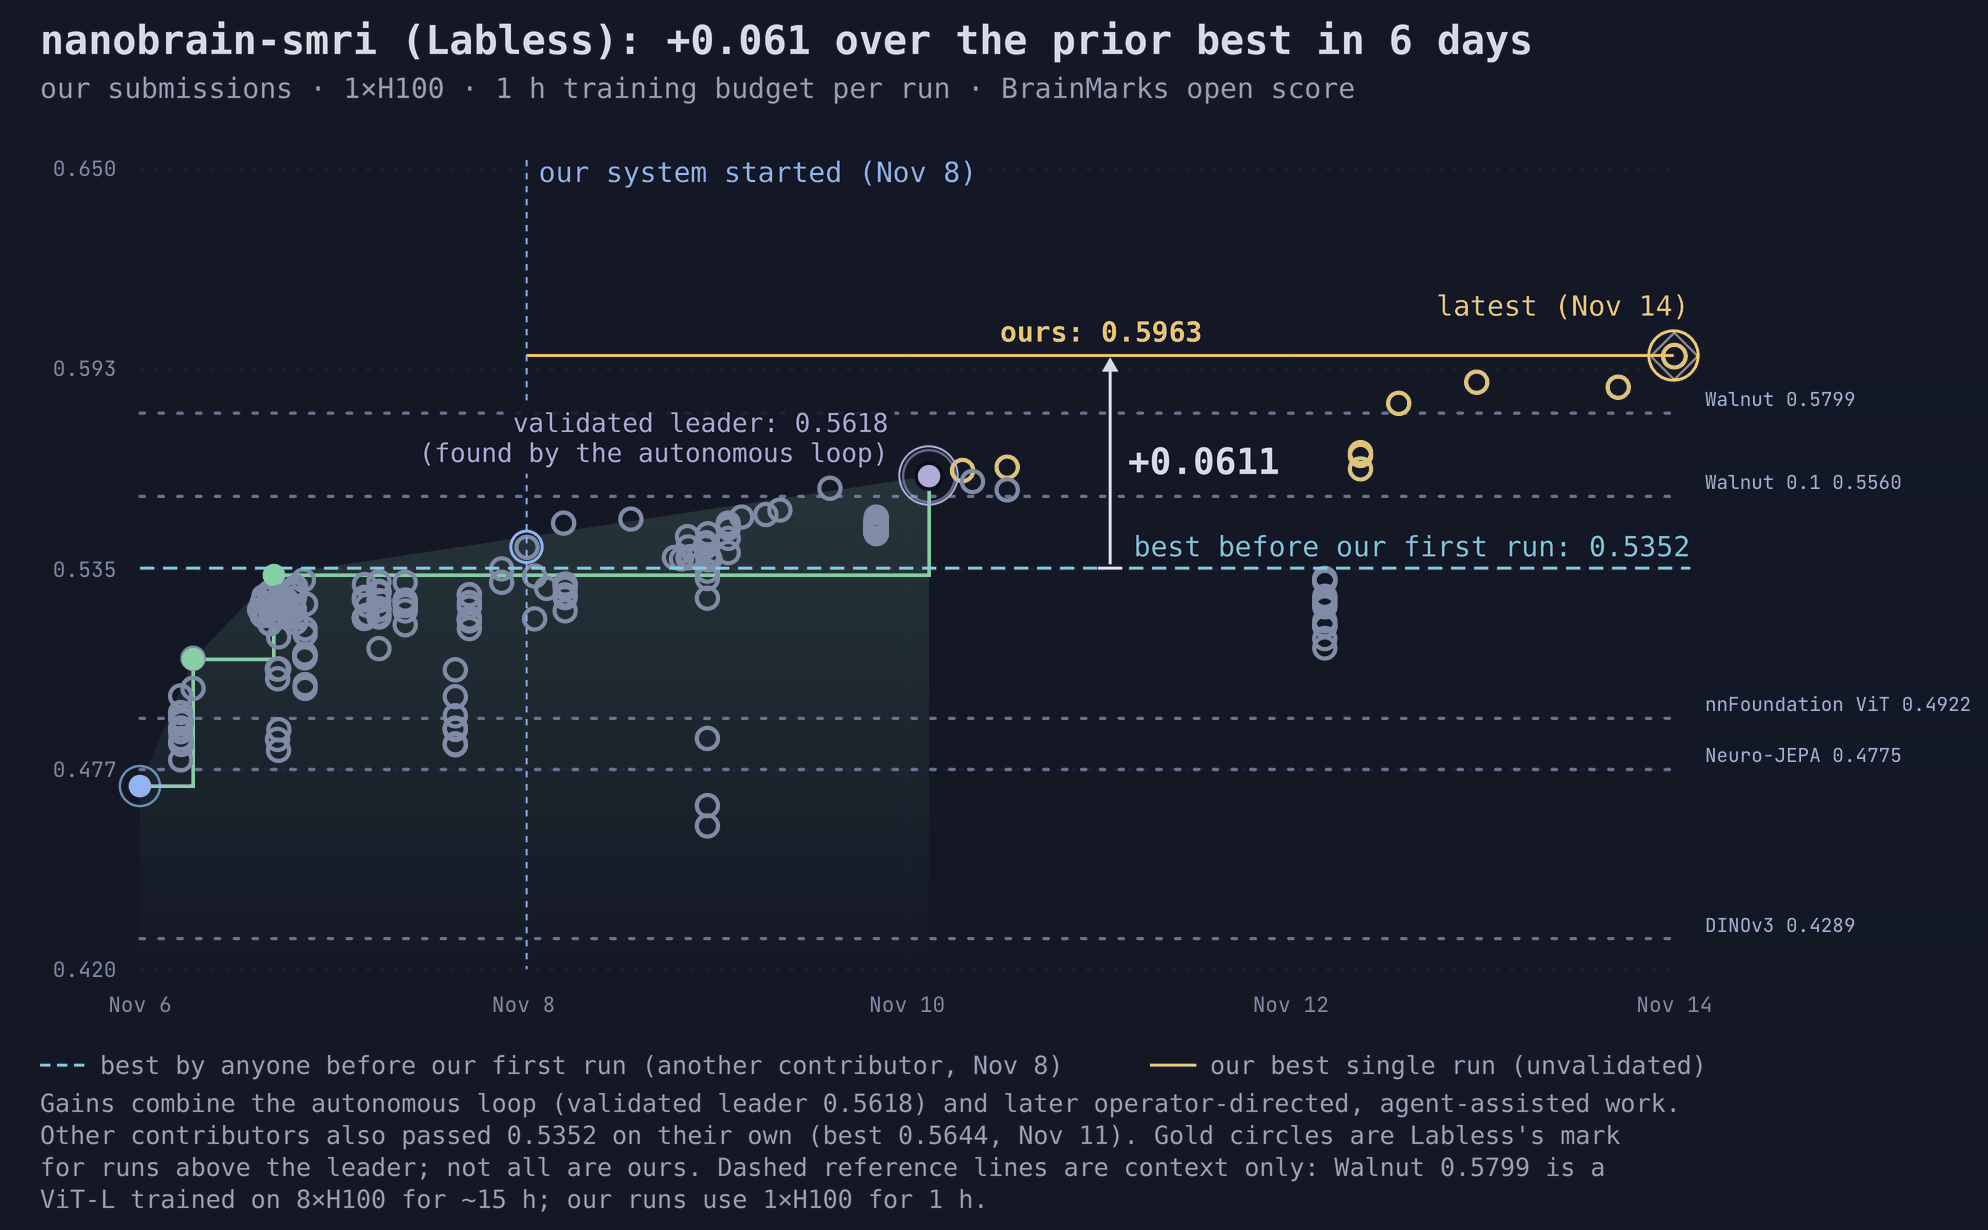 nanobrain-smri (Labless): +0.061 over the prior best in 6 days
our submissions · 1×H100 · 1 h training budget per run · BrainMarks open score
0.650
our system started (Nov 8)
latest (Nov 14)
ours: 0.5963
0.593
Walnut 0.5799
validated leader: 0.5618
(found by the autonomous loop)
+0.0611
Walnut 0.1 0.5560
best before our first run: 0.5352
0.535
nnFoundation ViT 0.4922
Neuro-JEPA 0.4775
0.477
DINOv3 0.4289
0.420
Nov 6
Nov 8
Nov 10
Nov 12
Nov 14
best by anyone before our first run (another contributor, Nov 8)
our best single run (unvalidated)
Gains combine the autonomous loop (validated leader 0.5618) and later operator-directed, agent-assisted work.
Other contributors also passed 0.5352 on their own (best 0.5644, Nov 11). Gold circles are Labless's mark
for runs above the leader; not all are ours. Dashed reference lines are context only: Walnut 0.5799 is a
ViT-L trained on 8×H100 for ~15 h; our runs use 1×H100 for 1 h.